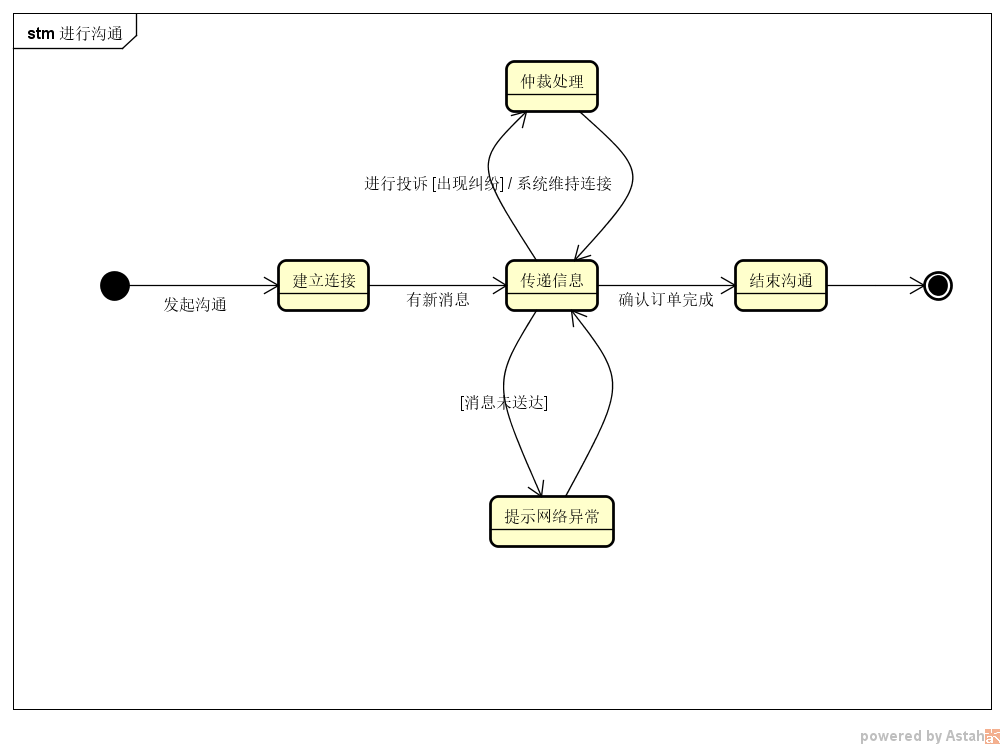 stm 进行沟通
仲裁处理
进行投诉 [出现纠纷] / 系统维持连接
建立连接
传递信息
结束沟通
发起沟通
有新消息
确认订单完成
[消息未送达]
提示网络异常
powered by Astah